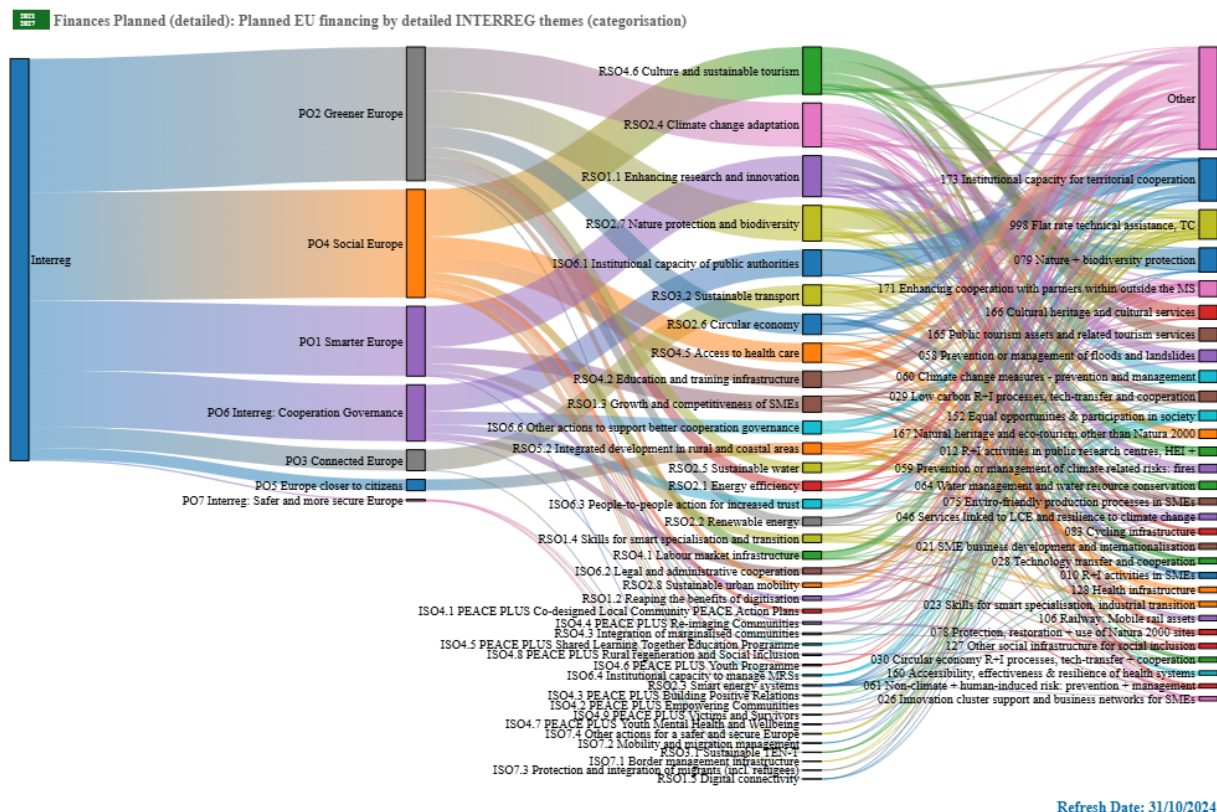 2021
2027
Finances Planned (detailed): Planned EU financing by detailed INTERREG themes (categorisation)
Interreg
PO2 Greener Europe
PO4 Social Europe
PO1 Smarter Europe
PO6 Interreg: Cooperation Governance
PO3 Connected Europe
PO5 Europe closer to citizens
PO7 Interreg: Safer and more secure Europe
RSO4.6 Culture and sustainable tourism
RSO2.4 Climate change adaptation
RSO1.1 Enhancing research and innovation
RSO2.7 Nature protection and biodiversity
ISO6.1 Institutional capacity of public authorities
RSO3.2 Sustainable transport
RSO2.6 Circular economy
RSO4.5 Access to health care
RSO4.2 Education and training infrastructure
RSO1.3 Growth and competitiveness of SMEs
ISO6.6 Other actions to support better cooperation governance
RSO5.2 Integrated development in rural and coastal areas
RSO2.5 Sustainable water
RSO2.1 Energy efficiency
ISO6.3 People-to-people action for increased trust
RSO2.2 Renewable energy
RSO1.4 Skills for smart specialisation and transition
RSO4.1 Labour market infrastructure
ISO6.2 Legal and administrative cooperation
RSO2.8 Sustainable urban mobility
RSO1.2 Reaping the benefits of digitisation
ISO4.1 PEACE PLUS Co-designed Local Community PEACE Action Plans
ISO4.4 PEACE PLUS Re-imaging Communities
RSO4.3 Integration of marginalised communities
ISO4.5 PEACE PLUS Shared Learning Together Education Programme
ISO4.8 PEACE PLUS Rural regeneration and Social Inclusion
ISO4.6 PEACE PLUS Youth Programme
ISO6.4 Institutional capacity to manage MRSs
RSO2.3 Smart energy systems
ISO4.3 PEACE PLUS Building Positive Relations
ISO4.2 PEACE PLUS Empowering Communities
ISO4.9 PEACE PLUS Victims and Survivors
ISO4.7 PEACE PLUS Youth Mental Health and Wellbeing
ISO7.4 Other actions for a safer and secure Europe
ISO7.2 Mobility and migration management
RSO3.1 Sustainable TEN-T
ISO7.1 Border management infrastructure
ISO7.3 Protection and integration of migrants (incl. refugees)
RSO1.5 Digital connectivity
Other
173 Institutional capacity for territorial cooperation
998 Flat rate technical assistance, TC
079 Nature + biodiversity protection
171 Enhancing cooperation with partners within outside the MS
166 Cultural heritage and cultural services
165 Public tourism assets and related tourism services
058 Prevention or management of floods and landslides
060 Climate change measures - prevention and management
029 Low carbon R+I processes, tech-transfer and cooperation
152 Equal opportunities & participation in society
167 Natural heritage and eco-tourism other than Natura 2000
012 R+I activities in public research centres, HEI +
059 Prevention or management of climate related risks: fires
064 Water management and water resource conservation
075 Enviro-friendly production processes in SMEs
046 Services linked to LCE and resilience to climate change
083 Cycling infrastructure
021 SME business development and internationalisation
028 Technology transfer and cooperation
010 R+I activities in SMEs
128 Health infrastructure
023 Skills for smart specialisation, industrial transition
106 Railway: Mobile rail assets
078 Protection, restoration + use of Natura 2000 sites
127 Other social infrastructure for social inclusion
030 Circular economy R+I processes, tech-transfer + cooperation
160 Accessibility, effectiveness & resilience of health systems
061 Non-climate + human-induced risk: prevention + management
026 Innovation cluster support and business networks for SMEs
Refresh Date: 31/10/2024